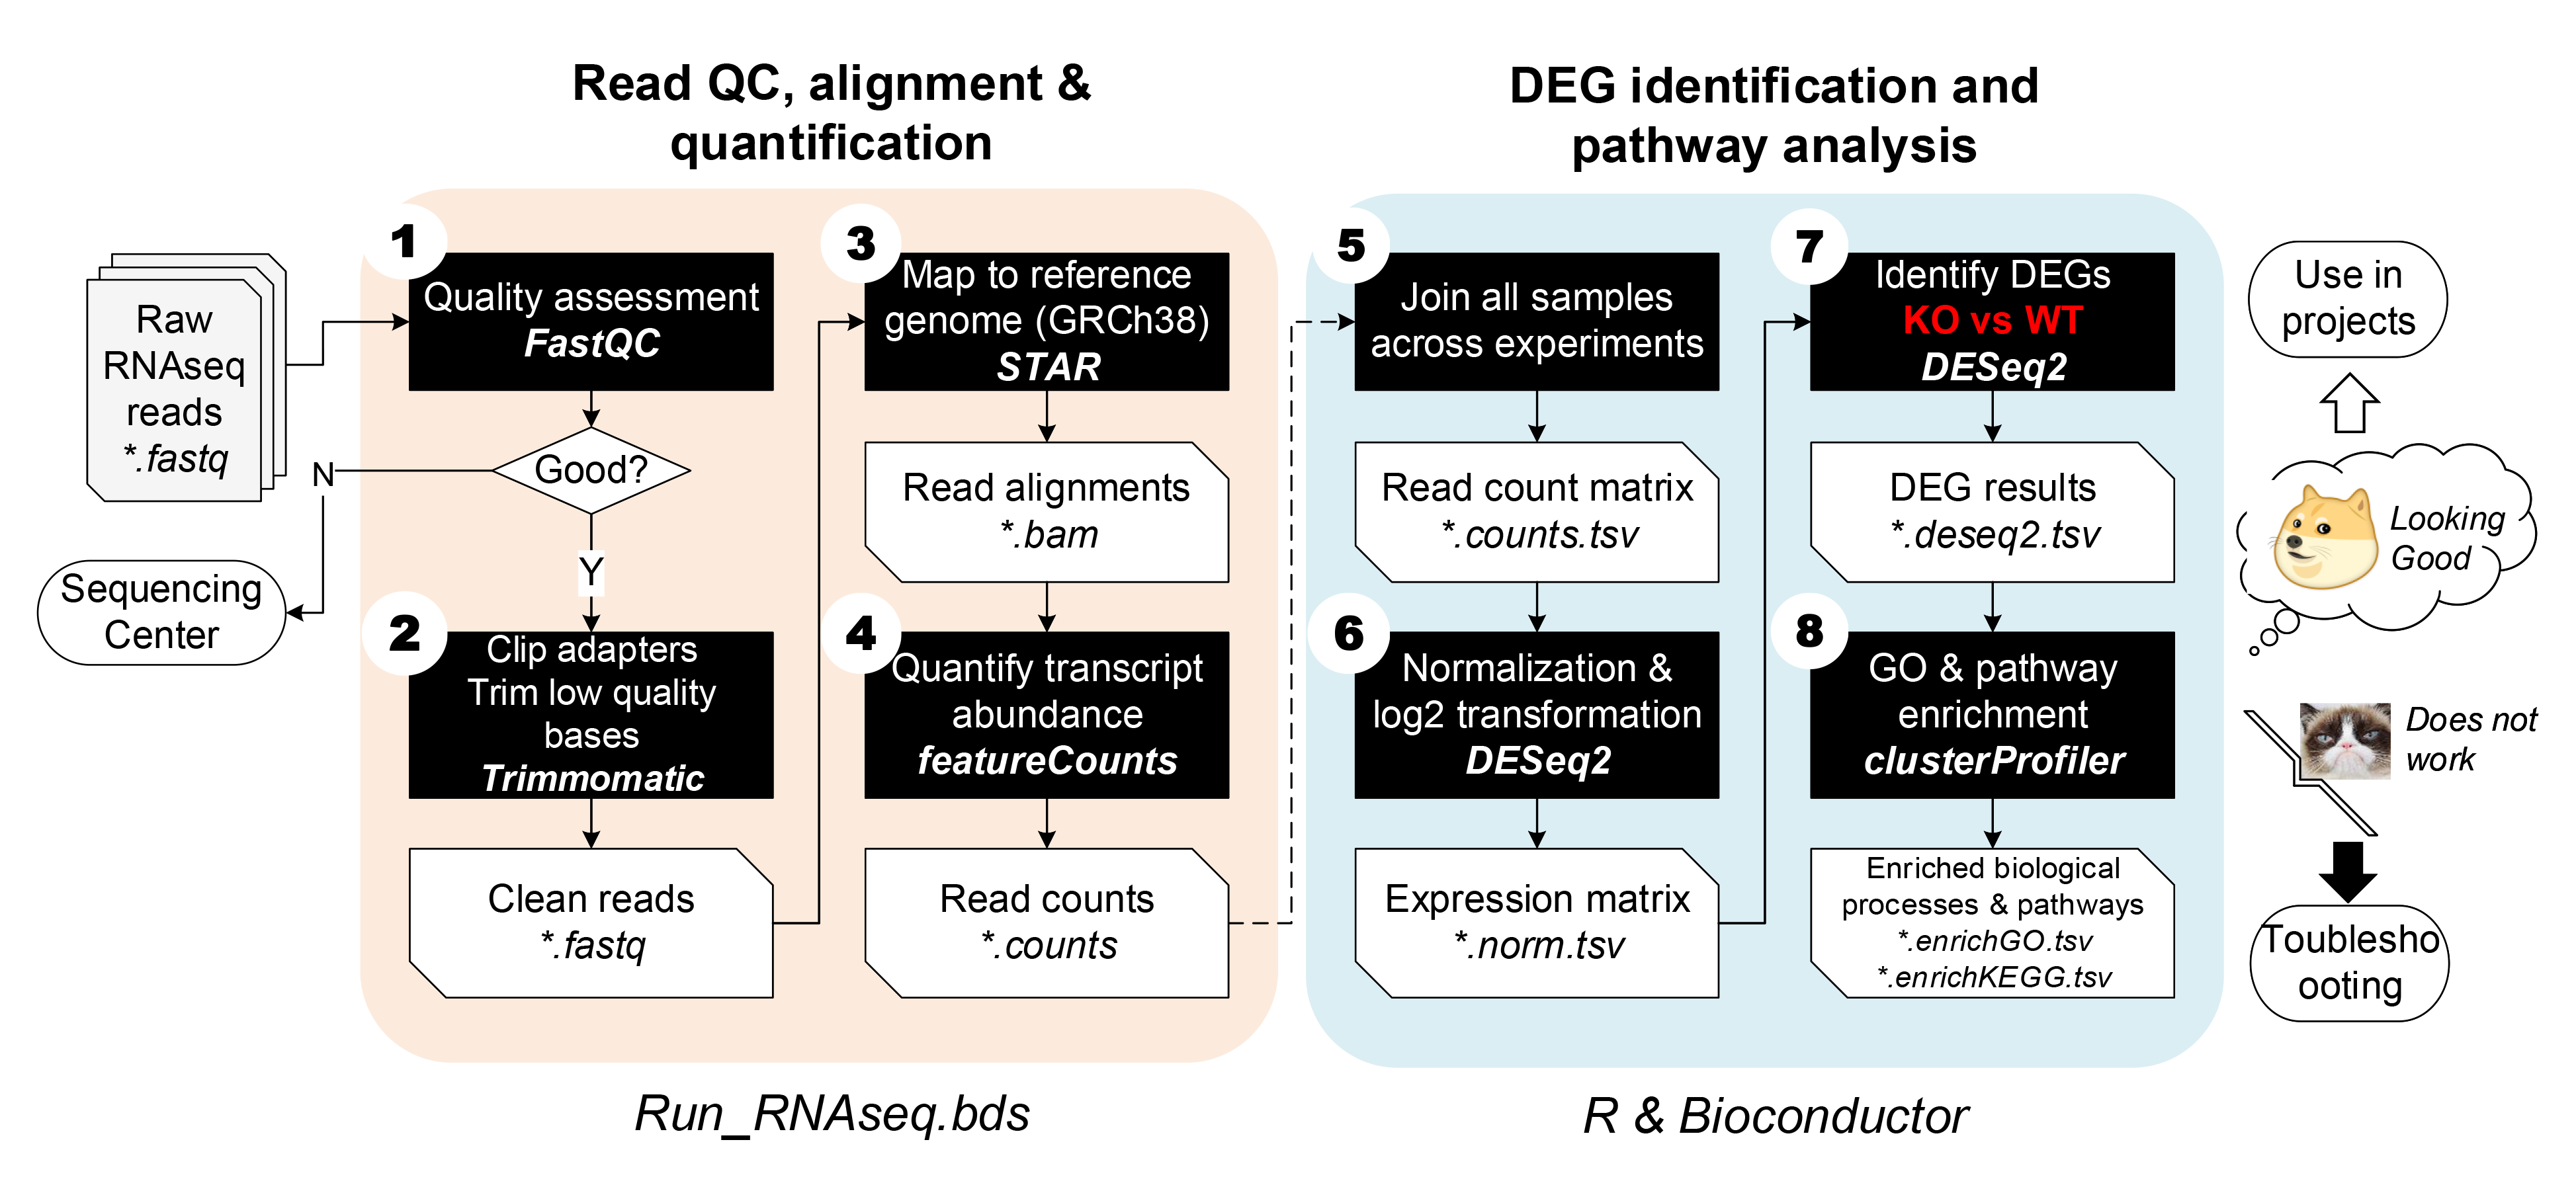 Read QC, alignment &
quantification
DEG identification and
pathway analysis
Raw
RNAseq
reads
*.fastq
Sequencing
Center
1
Quality assessment
FastQC
Good?
N
Y
2
Clip adapters
Trim low quality
bases
Trimmomatic
Clean reads
*.fastq
3
Map to reference
genome (GRCh38)
STAR
Read alignments
*.bam
4
Quantify transcript
abundance
featureCounts
Read counts
*.counts
5
Join all samples
across experiments
Read count matrix
*.counts.tsv
6
Normalization &
log2 transformation
DESeq2
Expression matrix
*.norm.tsv
7
Identify DEGs
KO vs WT
DESeq2
DEG results
*.deseq2.tsv
8
GO & pathway
enrichment
clusterProfiler
Enriched biological
processes & pathways
*.enrichGO.tsv
*.enrichKEGG.tsv
Use in
projects
Looking
Good
Does not
work
Toublesho
ooting
Run_RNAseq.bds
R & Bioconductor